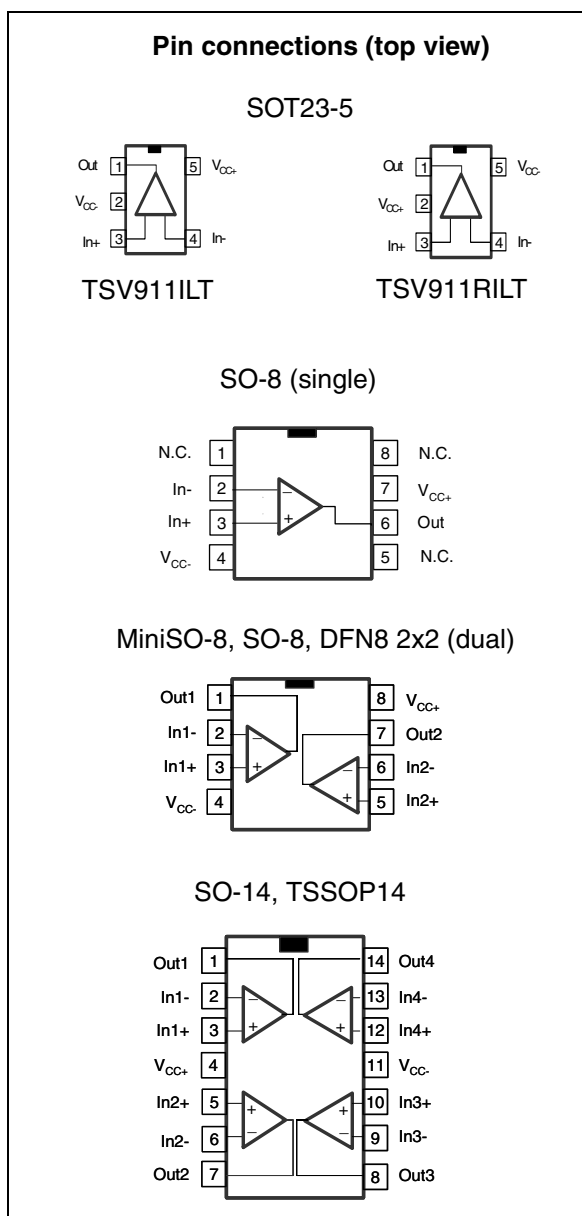 Pin connections (top view)
SOT23-5
Out 1 5 VCC+
VCC- 2
In+ 3 4 In-
TSV911ILT
Out 1 5 VCC-
VCC+ 2
In+ 3 4 In-
TSV911RILT
SO-8 (single)
N.C. 1 8 N.C.
In- 2 _ 7 VCC+
In+ 3 + 6 Out
VCC- 4 5 N.C.
MiniSO-8, SO-8, DFN8 2x2 (dual)
Out1 1 8 VCC+
In1- 2 _ 7 Out2
In1+ 3 + _ 6 In2-
VCC- 4 + 5 In2+
SO-14, TSSOP14
Out1 1 14 Out4
In1- 2 _ _ 13 In4-
In1+ 3 + + 12 In4+
VCC+ 4 11 VCC-
In2+ 5 + + 10 In3+
In2- 6 _ _ 9 In3-
Out2 7 8 Out3